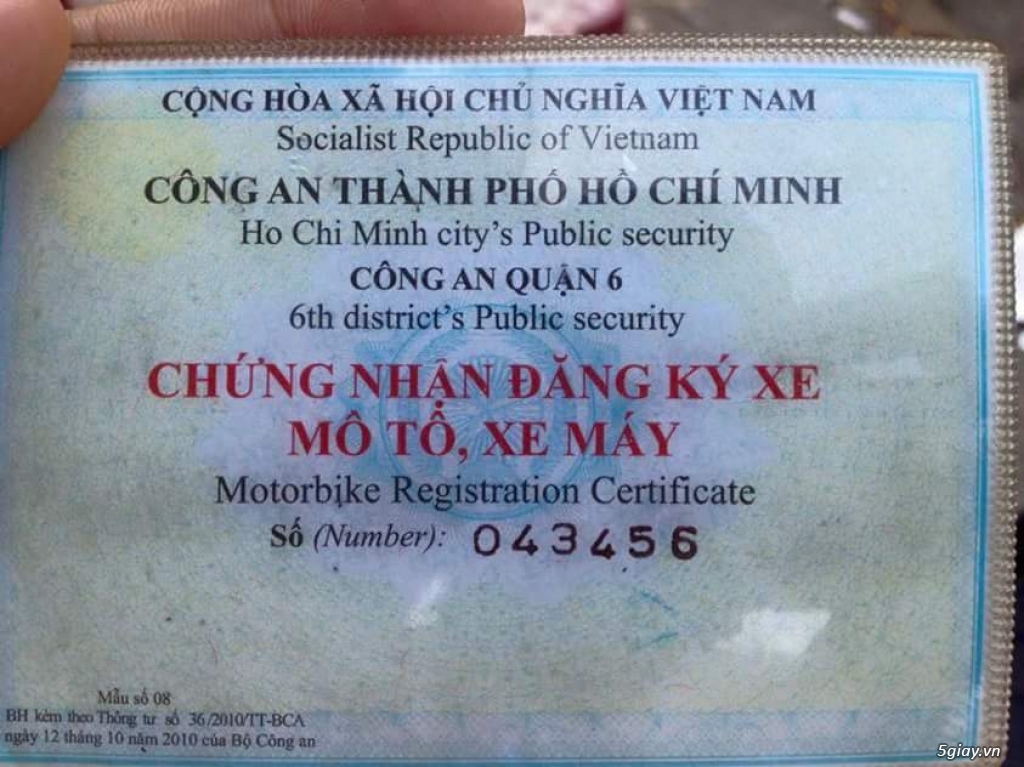 CỘNG HÒA XÃ HỘI CHỦ NGHĨA VIỆT NAM
Socialist Republic of Vietnam
CÔNG AN THÀNH PHỐ HỒ CHÍ MINH
Ho Chi Minh city's Public security
CÔNG AN QUẬN 6
6th district's Public security
CHỨNG NHẬN ĐĂNG KÝ XE
MÔ TÔ, XE MÁY
Motorbike Registration Certificate
Số (Number): 043456
Mẫu số 08
BH kèm theo Thông tư số 36/2010/TT-BCA
ngày 12 tháng 10 năm 2010 của Bộ Công an
5giay.vn